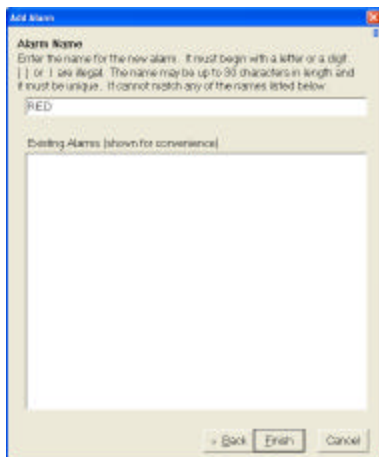 Add Alarm
Alarm Name
Enter the name for the new alarm. It must begin with a letter or a digit.
] [ or | are illegal. The name may be up to 30 characters in length and
it must be unique. It cannot match any of the names listed below.
RED
Existing Alarms (shown for convenience)
< Back
Finish
Cancel